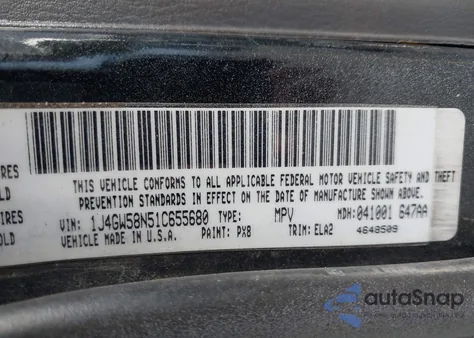 IRES
THIS VEHICLE CONFORMS TO ALL APPLICABLE FEDERAL MOTOR VEHICLE SAFETY AND THEFT
OLD
PREVENTION STANDARDS IN EFFECT ON THE DATE OF MANUFACTURE SHOWN ABOVE.
IRES
VIN: 1J4GW58N51C655680 TYPE: MPV MDH: 041001 647AA
OLD
VEHICLE MADE IN U.S.A. PAINT: PX8 TRIM: ELA2 4648509
autoSnap